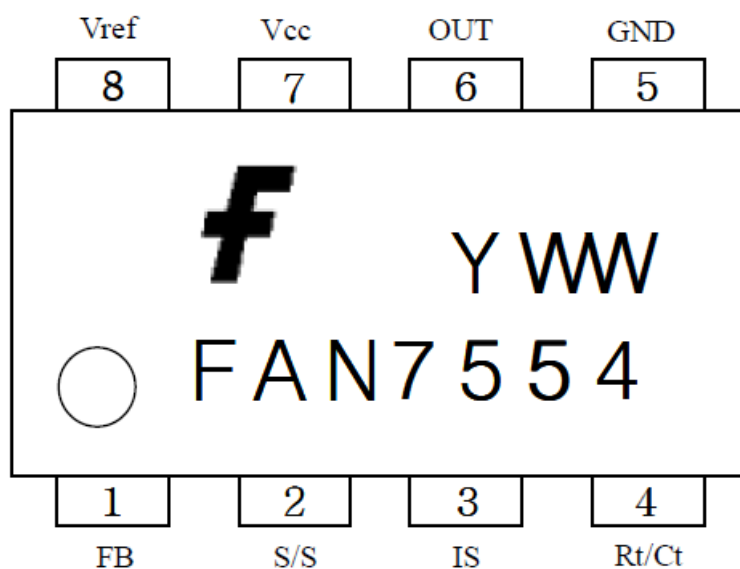 Vref Vcc OUT GND
8 7 6 5
YWW
FAN7554
1 2 3 4
FB S/S IS Rt/Ct